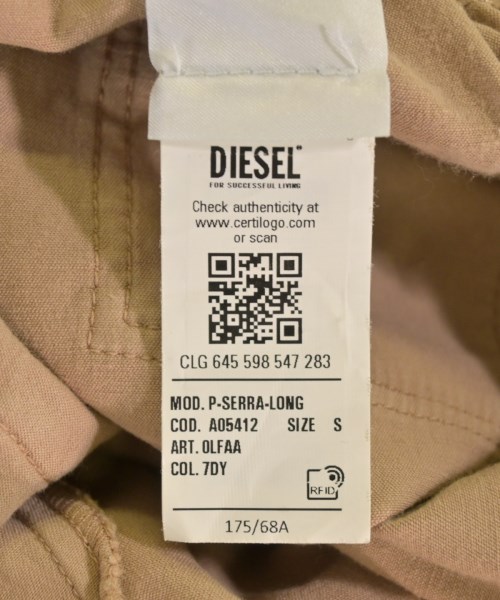 DIESEL
FOR SUCCESSFUL LIVING
Check authenticity at
www.certilogo.com
or scan
CLG 645 598 547 283
MOD. P-SERRA-LONG
COD. A05412 SIZE S
ART. 0LFAA
COL. 7DY
RFID
175/68A